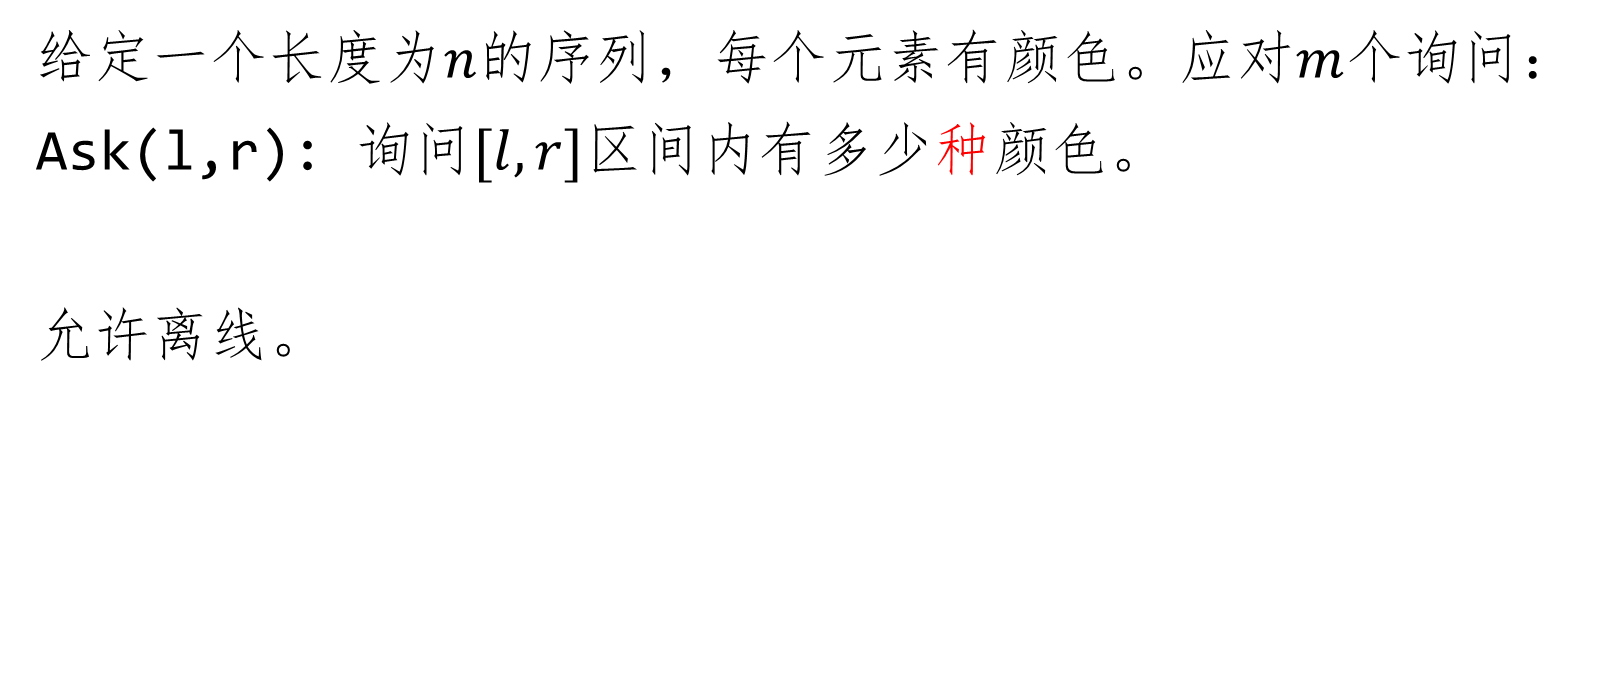 给定一个长度为n的序列，每个元素有颜色。应对m个询问：
Ask(l,r): 询问[l,r]区间内有多少种颜色。
允许离线。